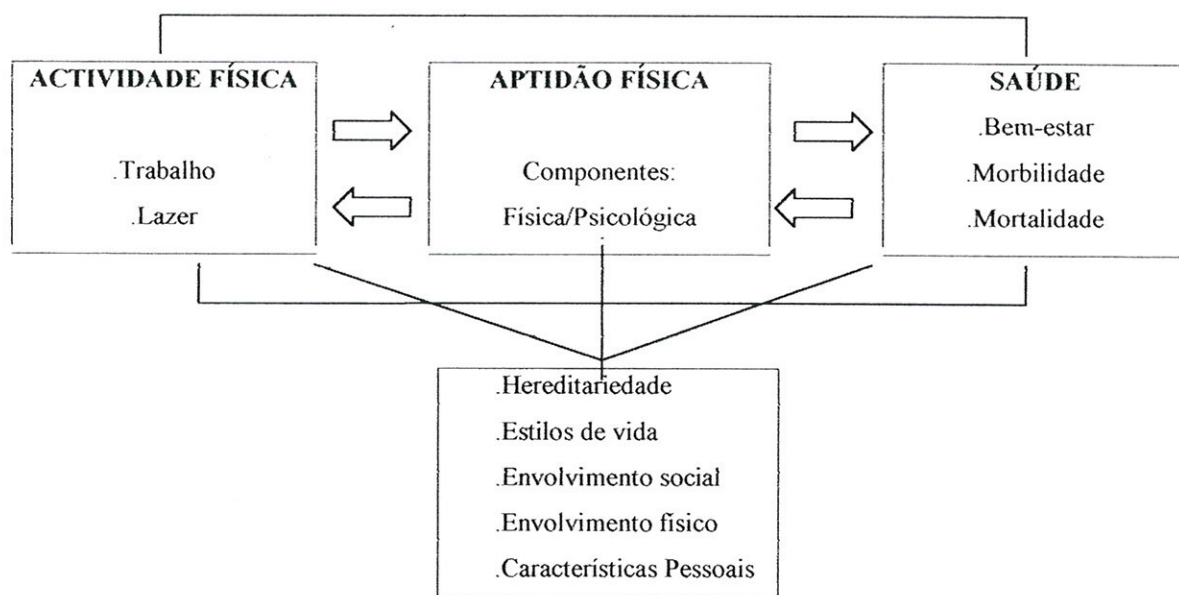 ACTIVIDADE FÍSICA
.Trabalho
.Lazer
APTIDÃO FÍSICA
Componentes:
Física/Psicológica
SAÚDE
.Bem-estar
.Morbilidade
.Mortalidade
.Hereditariedade
.Estilos de vida
.Envolvimento social
.Envolvimento físico
.Características Pessoais